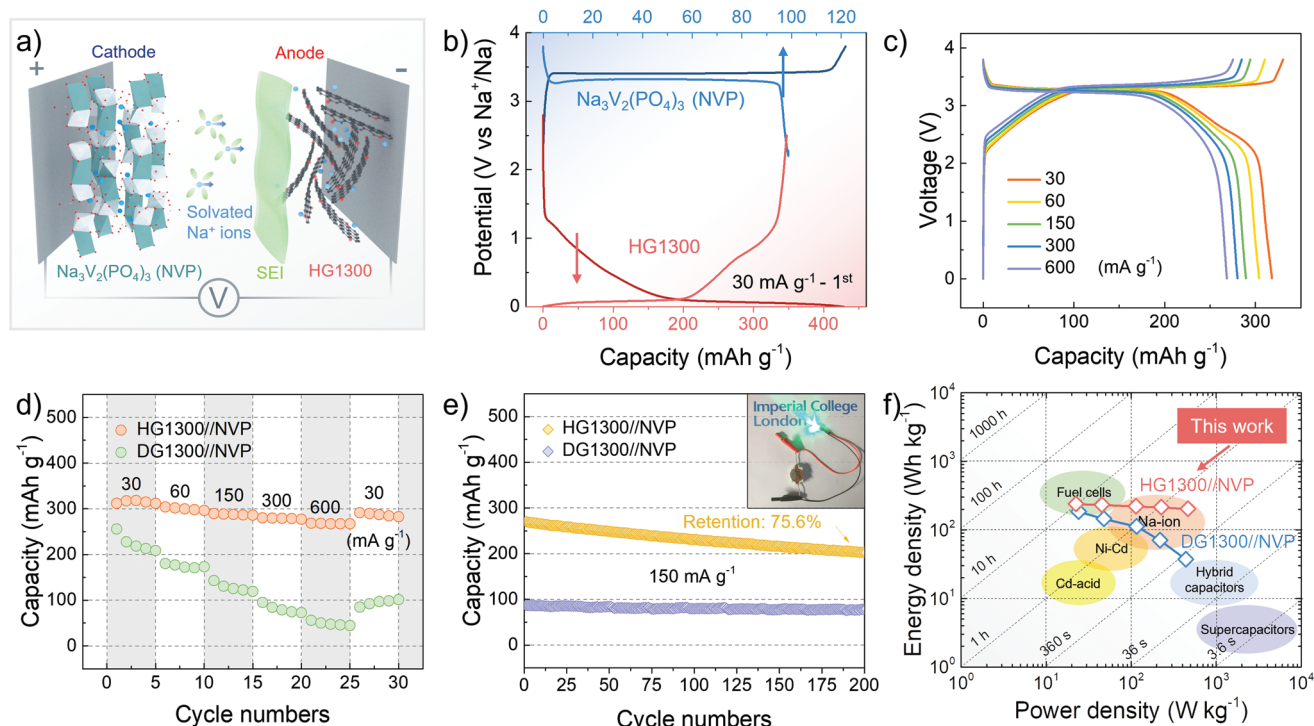 a)
Cathode
Anode
+
-
Solvated
Na⁺ ions
Na₃V₂(PO₄)₃ (NVP)
SEI
HG1300
V
b)
0 20 40 60 80 100 120
4
3
2
1
0
Potential (V vs Na⁺/Na)
Na₃V₂(PO₄)₃ (NVP)
HG1300
30 mA g⁻¹ - 1ˢᵗ
0 100 200 300 400
Capacity (mAh g⁻¹)
c)
4
3
2
1
0
Voltage (V)
30
60
150
300
600 (mA g⁻¹)
0 100 200 300
Capacity (mAh g⁻¹)
d)
500
400
300
200
100
0
Capacity (mAh g⁻¹)
HG1300//NVP
DG1300//NVP
30 60 150 300 600 30
(mA g⁻¹)
0 5 10 15 20 25 30
Cycle numbers
e)
500
400
300
200
100
0
Capacity (mAh g⁻¹)
HG1300//NVP
DG1300//NVP
Imperial College
London
Retention: 75.6%
150 mA g⁻¹
0 25 50 75 100 125 150 175 200
Cycle numbers
f)
10⁴
10³
10²
10¹
10⁰
Energy density (Wh kg⁻¹)
1000 h
100 h
10 h
1 h
360 s
36 s
3.6 s
This work
Fuel cells
HG1300//NVP
Na-ion
Ni-Cd
DG1300//NVP
Cd-acid
Hybrid
capacitors
Supercapacitors
10⁰ 10¹ 10² 10³ 10⁴
Power density (W kg⁻¹)